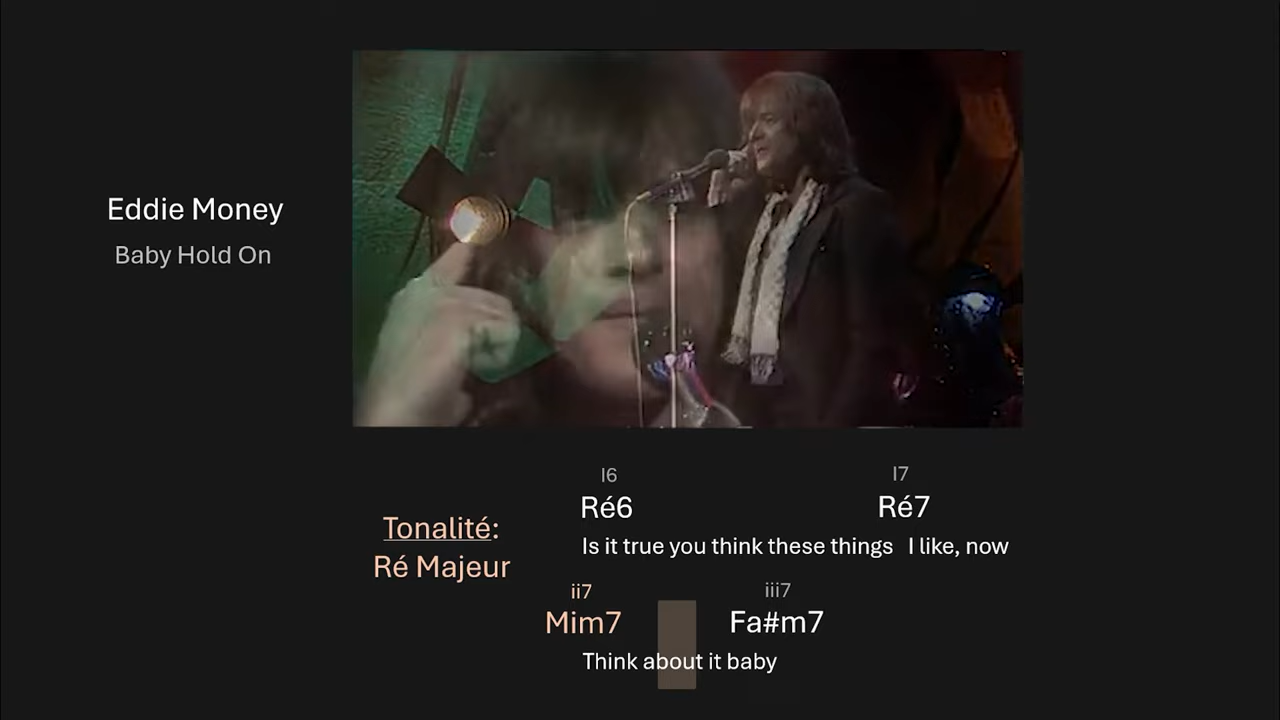 Eddie Money
Baby Hold On
I6 I7
Ré6 Ré7
Is it true you think these things I like, now
Tonalité:
Ré Majeur
ii7 iii7
Mim7 Fa#m7
Think about it baby